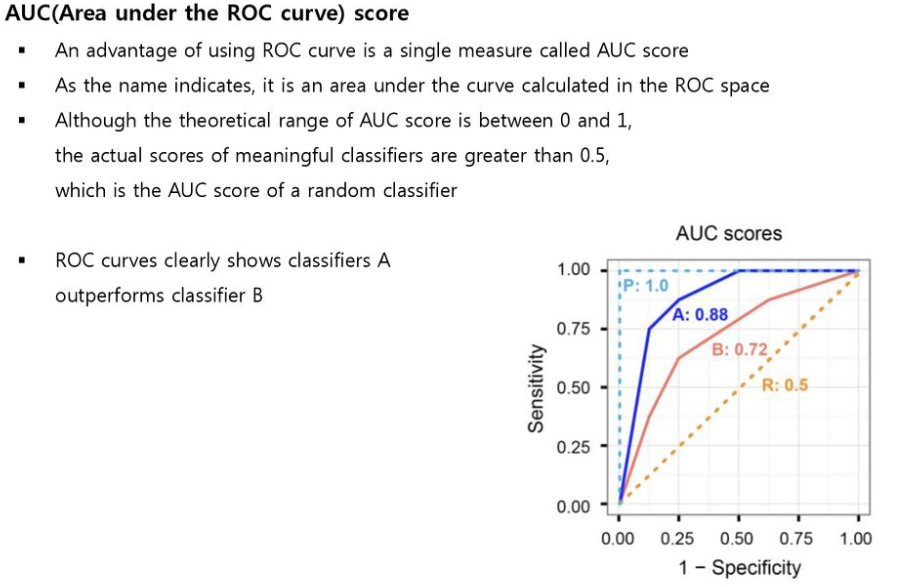 AUC(Area under the ROC curve) score
▪ An advantage of using ROC curve is a single measure called AUC score
▪ As the name indicates, it is an area under the curve calculated in the ROC space
▪ Although the theoretical range of AUC score is between 0 and 1,
the actual scores of meaningful classifiers are greater than 0.5,
which is the AUC score of a random classifier
▪ ROC curves clearly shows classifiers A
outperforms classifier B
AUC scores
Sensitivity
1.00
0.75
0.50
0.25
0.00
P: 1.0
A: 0.88
B: 0.72
R: 0.5
0.00 0.25 0.50 0.75 1.00
1 − Specificity